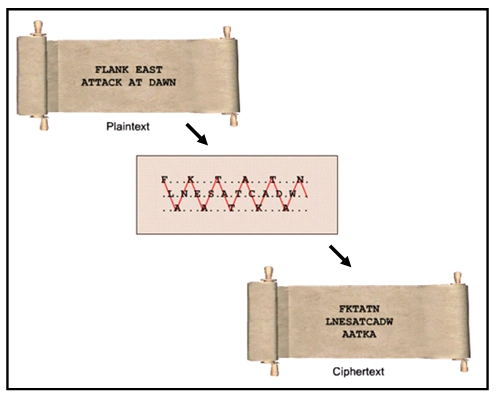 FLANK EAST
ATTACK AT DAWN
Plaintext
F...K...T...A...T...N.
.L.N.E.S.A.T.C.A.D.W..
..A...A...T...K...A...
FKTATN
LNESATCADW
AATKA
Ciphertext